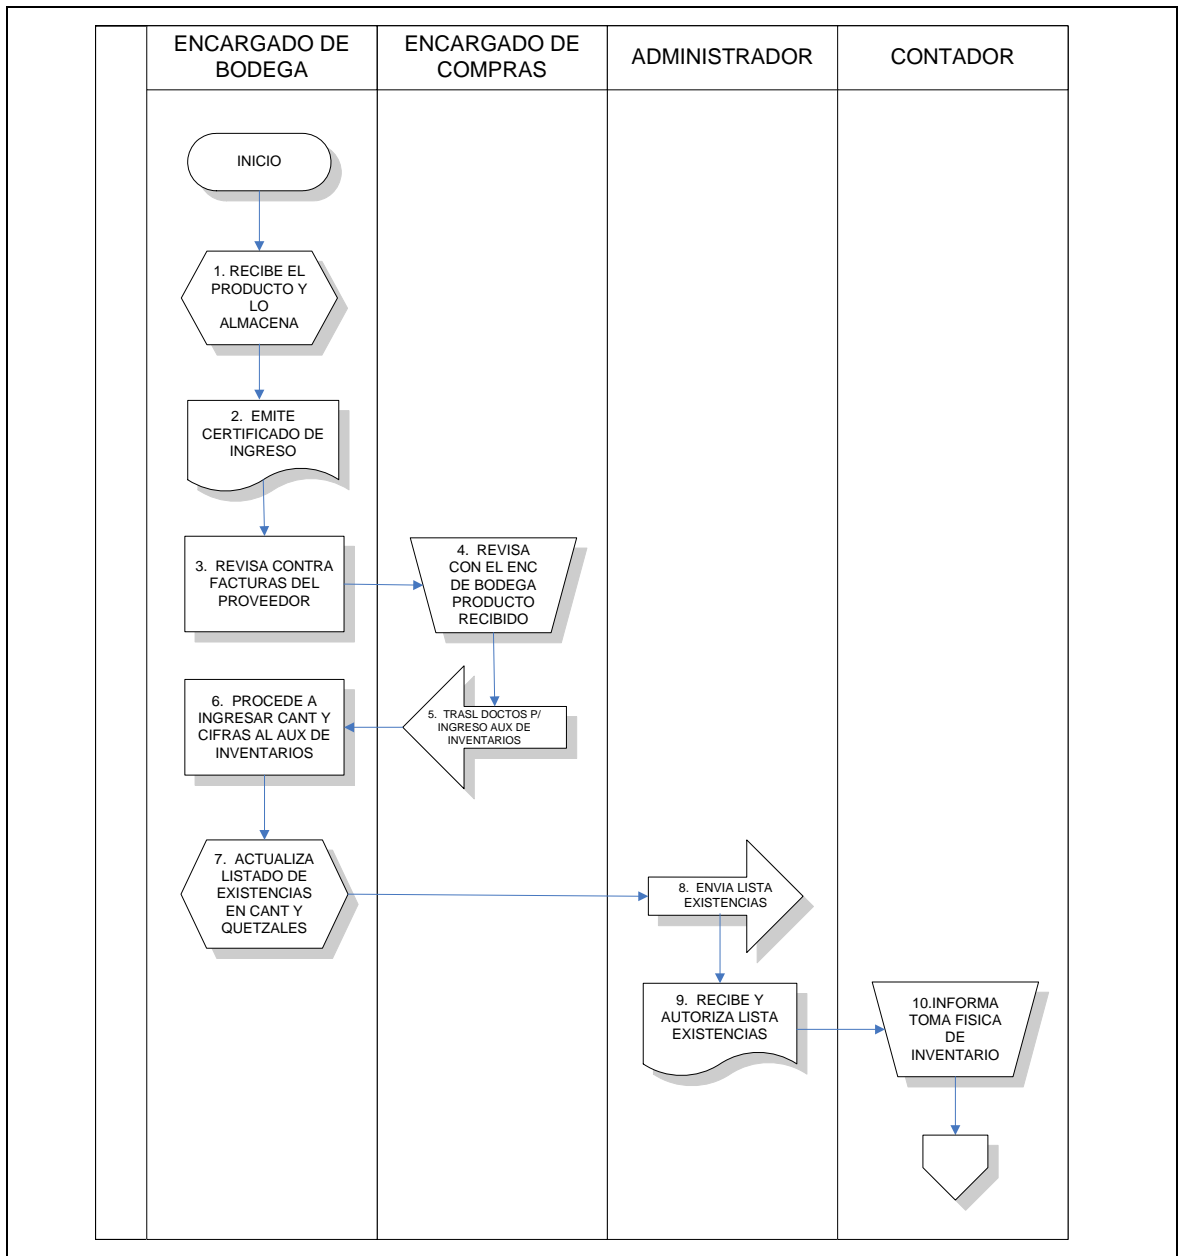 ENCARGADO DE
BODEGA
ENCARGADO DE
COMPRAS
ADMINISTRADOR
CONTADOR
INICIO
1. RECIBE EL
PRODUCTO Y
LO
ALMACENA
2. EMITE
CERTIFICADO DE
INGRESO
3. REVISA CONTRA
FACTURAS DEL
PROVEEDOR
4. REVISA
CON EL ENC
DE BODEGA
PRODUCTO
RECIBIDO
5. TRASL DOCTOS P/
INGRESO AUX DE
INVENTARIOS
6. PROCEDE A
INGRESAR CANT Y
CIFRAS AL AUX DE
INVENTARIOS
7. ACTUALIZA
LISTADO DE
EXISTENCIAS
EN CANT Y
QUETZALES
8. ENVIA LISTA
EXISTENCIAS
9. RECIBE Y
AUTORIZA LISTA
EXISTENCIAS
10.INFORMA
TOMA FISICA
DE
INVENTARIO